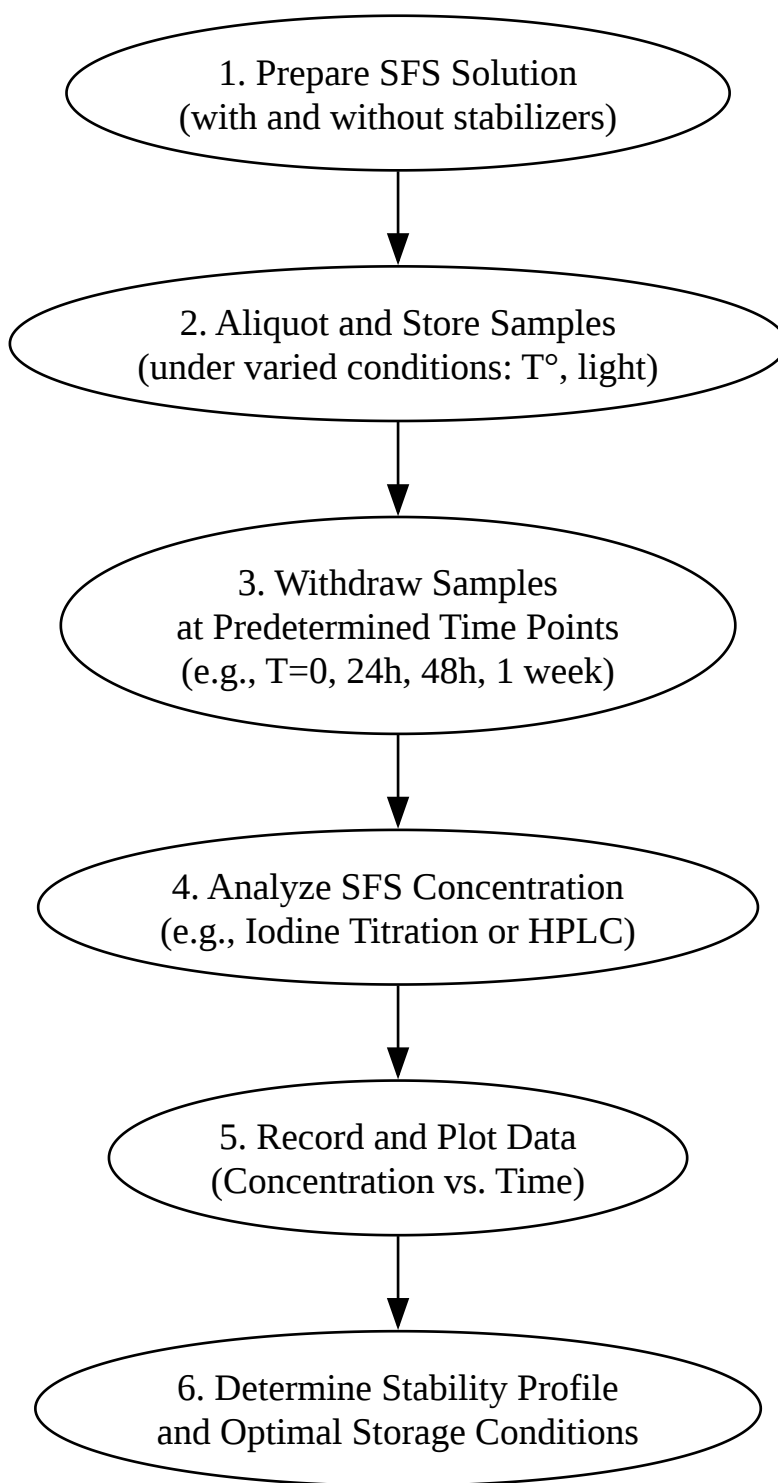 1. Prepare SFS Solution
(with and without stabilizers)
2. Aliquot and Store Samples
(under varied conditions: T°, light)
3. Withdraw Samples
at Predetermined Time Points
(e.g., T=0, 24h, 48h, 1 week)
4. Analyze SFS Concentration
(e.g., Iodine Titration or HPLC)
5. Record and Plot Data
(Concentration vs. Time)
6. Determine Stability Profile
and Optimal Storage Conditions